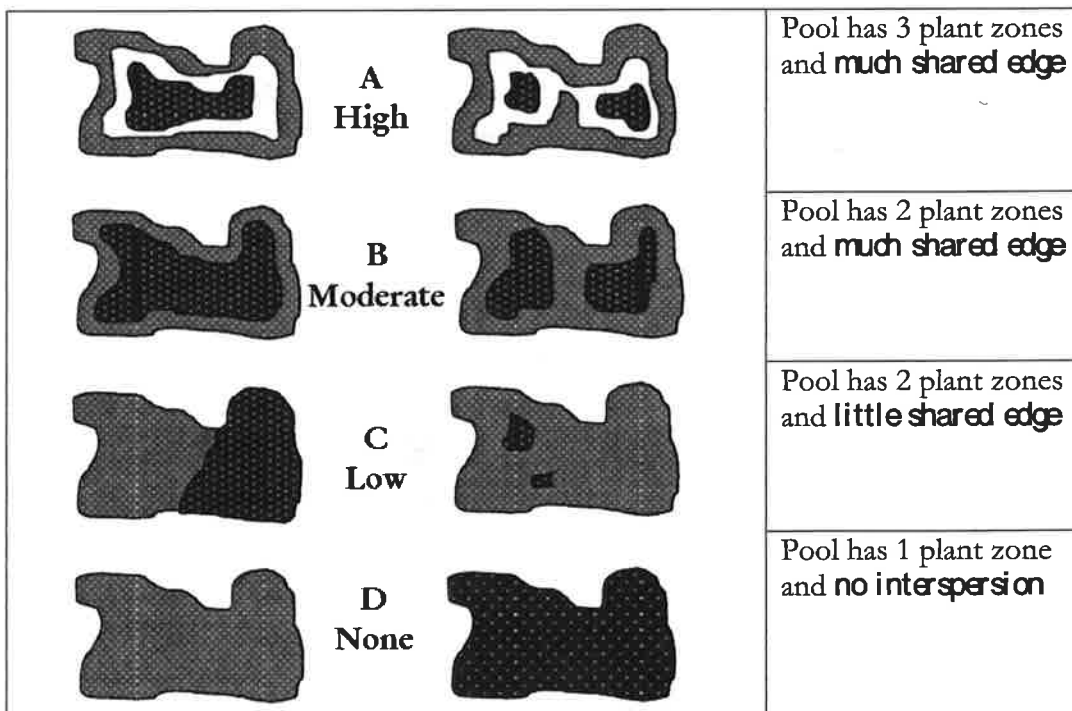 A
High
Pool has 3 plant zones
and much shared edge
B
Moderate
Pool has 2 plant zones
and much shared edge
C
Low
Pool has 2 plant zones
and little shared edge
D
None
Pool has 1 plant zone
and no interspersion